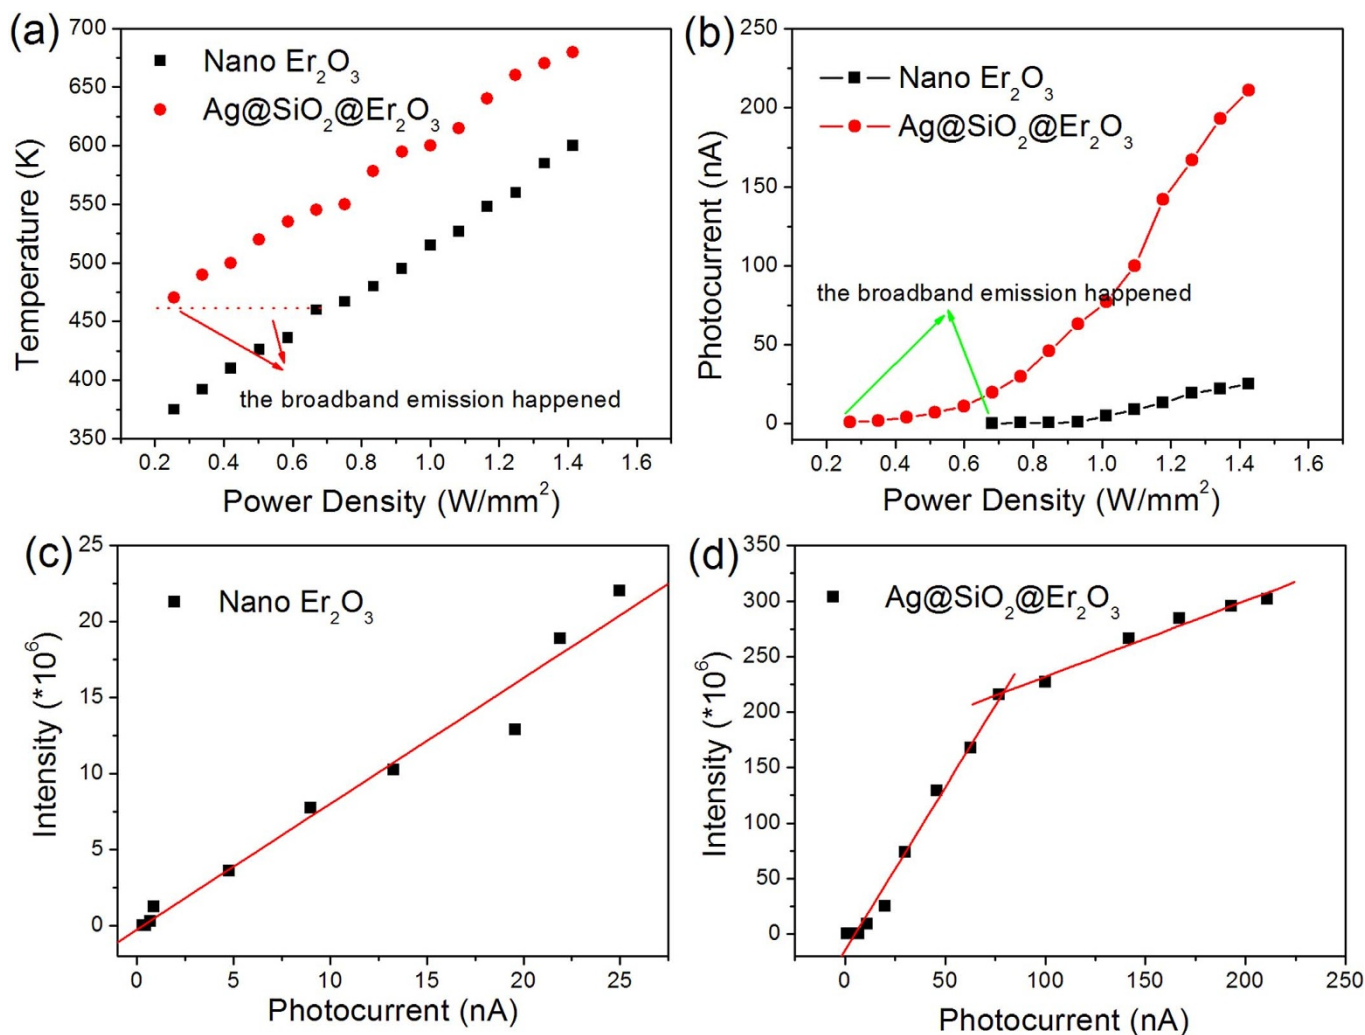 (a)
700
650
600
550
500
450
400
350
Temperature (K)
Nano Er₂O₃
Ag@SiO₂@Er₂O₃
the broadband emission happened
0.2 0.4 0.6 0.8 1.0 1.2 1.4 1.6
Power Density (W/mm²)
(b)
250
200
150
100
50
0
Photocurrent (nA)
Nano Er₂O₃
Ag@SiO₂@Er₂O₃
the broadband emission happened
0.2 0.4 0.6 0.8 1.0 1.2 1.4 1.6
Power Density (W/mm²)
(c)
25
20
15
10
5
0
Intensity (*10⁶)
Nano Er₂O₃
0 5 10 15 20 25
Photocurrent (nA)
(d)
350
300
250
200
150
100
50
0
Intensity (*10⁶)
Ag@SiO₂@Er₂O₃
0 50 100 150 200 250
Photocurrent (nA)